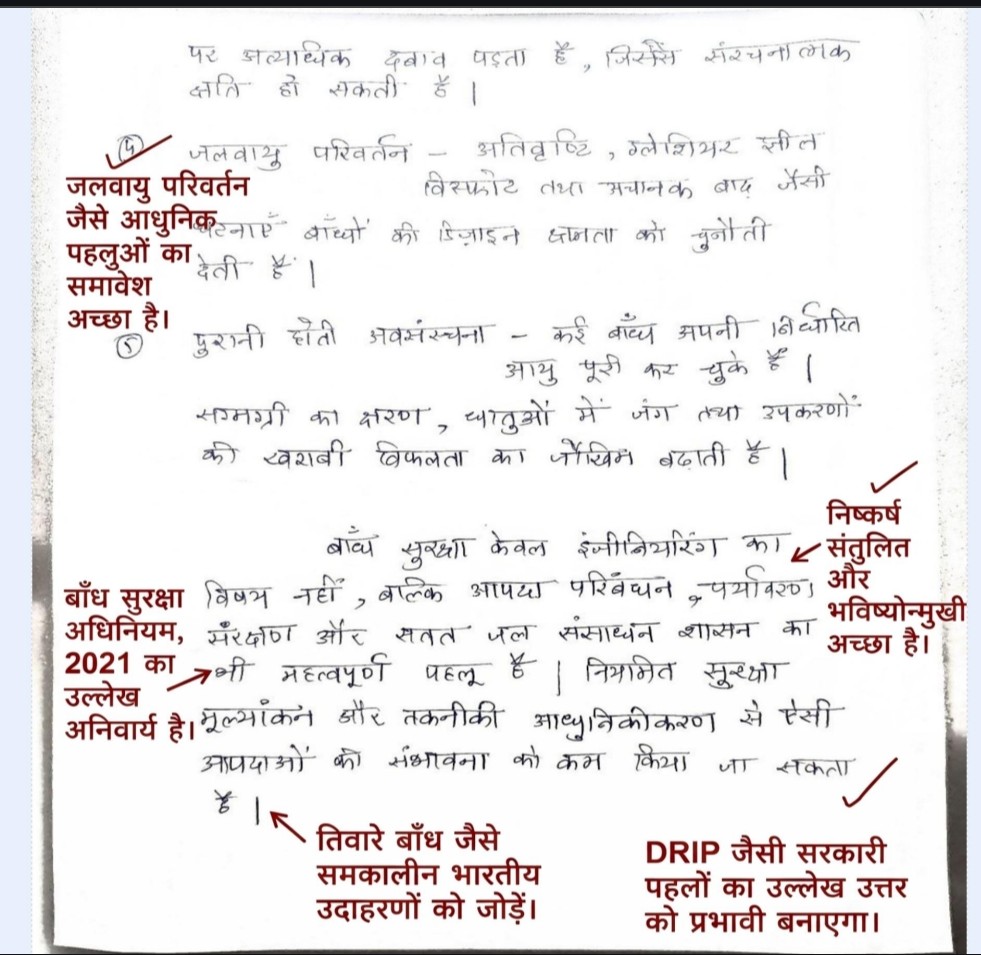 पर अत्याधिक दबाव पड़ता है, जिससे संरचनात्मक
क्षति हो सकती है।
④ जलवायु परिवर्तन – अतिवृष्टि, ग्लेशियर झील
विस्फोट तथा अचानक बाढ़ जैसी
घटनाएँ बाँधों की डिज़ाइन क्षमता को चुनौती
देती हैं।
जलवायु परिवर्तन
जैसे आधुनिक
पहलुओं का
समावेश
अच्छा है।
⑤ पुरानी होती अवसंरचना – कई बाँध अपनी निर्धारित
आयु पूरी कर चुके हैं।
सामग्री का क्षरण, धातुओं में जंग तथा उपकरणों
की खराबी विफलता का जोखिम बढ़ाती है।
बाँध सुरक्षा केवल इंजीनियरिंग का
विषय नहीं, बल्कि आपदा परिबंधन, पर्यावरण
संरक्षण और सतत जल संसाधन शासन का
भी महत्वपूर्ण पहलू है। नियमित सुरक्षा
मूल्यांकन और तकनीकी आधुनिकीकरण से ऐसी
आपदाओं की संभावना को कम किया जा सकता
है।
निष्कर्ष
संतुलित
और
भविष्योन्मुखी
अच्छा है।
बाँध सुरक्षा
अधिनियम,
2021 का
उल्लेख
अनिवार्य है।
तिवारे बाँध जैसे
समकालीन भारतीय
उदाहरणों को जोड़ें।
DRIP जैसी सरकारी
पहलों का उल्लेख उत्तर
को प्रभावी बनाएगा।